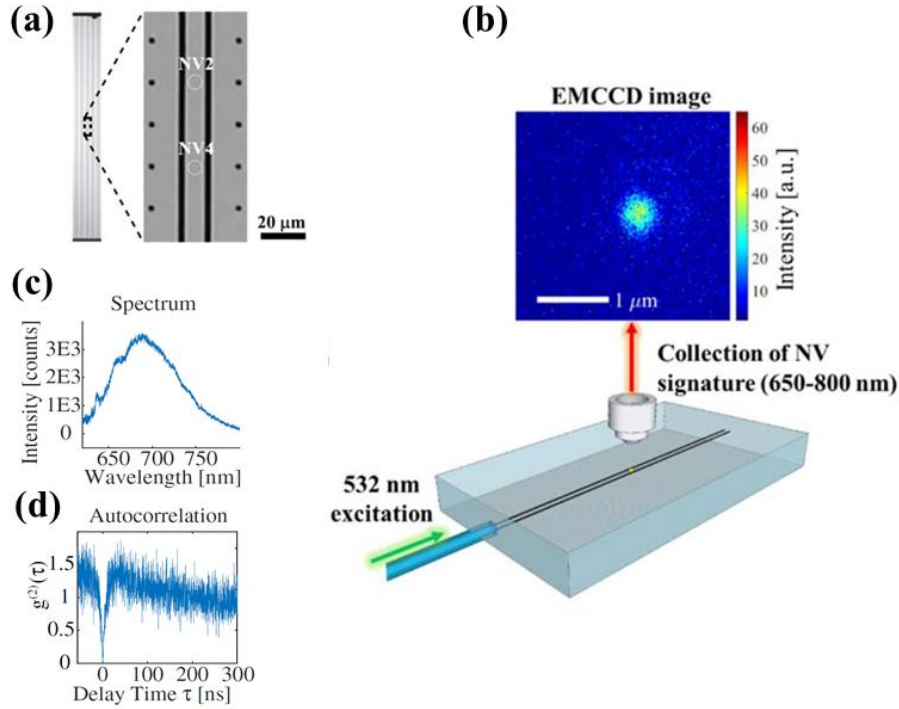 (a)
NV2
NV4
20 μm
(b)
EMCCD image
60
50
40
30
20
10
Intensity [a.u.]
1 μm
Collection of NV
signature (650-800 nm)
532 nm
excitation
(c)
Spectrum
3E3
2E3
1E3
0
Intensity [counts]
650 700 750
Wavelength [nm]
(d)
Autocorrelation
1.5
1
0.5
0
g⁽²⁾(τ)
0 100 200 300
Delay Time τ [ns]